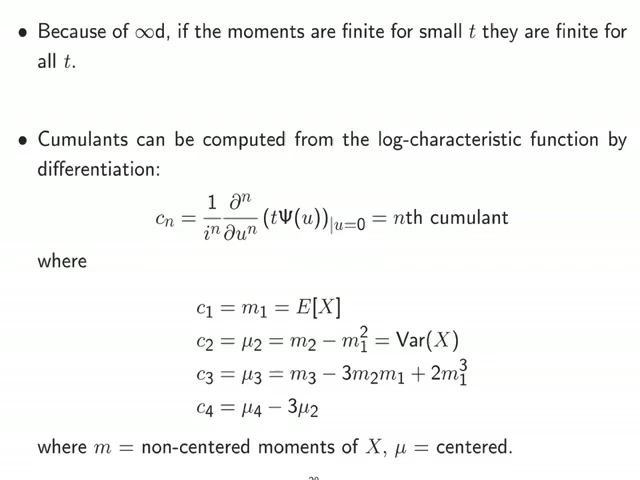 • Because of ∞d, if the moments are finite for small t they are finite for
all t.
• Cumulants can be computed from the log-characteristic function by
differentiation:
c_n = \frac{1}{i^n} \frac{∂^n}{∂u^n} (tΨ(u))_{|u=0} = nth cumulant
where
c_1 = m_1 = E[X]
c_2 = μ_2 = m_2 − m_1^2 = Var(X)
c_3 = μ_3 = m_3 − 3m_2m_1 + 2m_1^3
c_4 = μ_4 − 3μ_2
where m = non-centered moments of X, μ = centered.